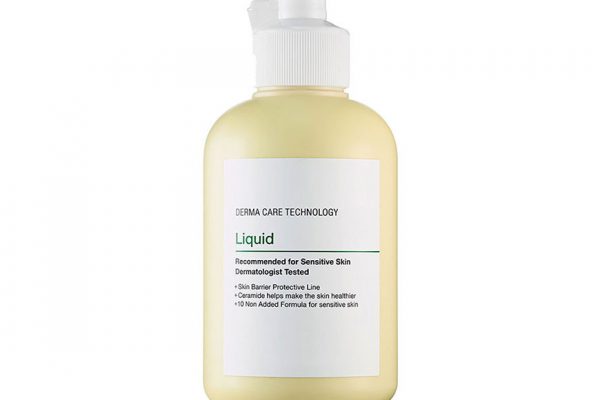 DERMA CARE TECHNOLOGY
Liquid
Recommended for Sensitive Skin
Dermatologist Tested
+Skin Barrier Protective Line
+Ceramide helps make the skin healthier
+10 Non Added Formula for sensitive skin